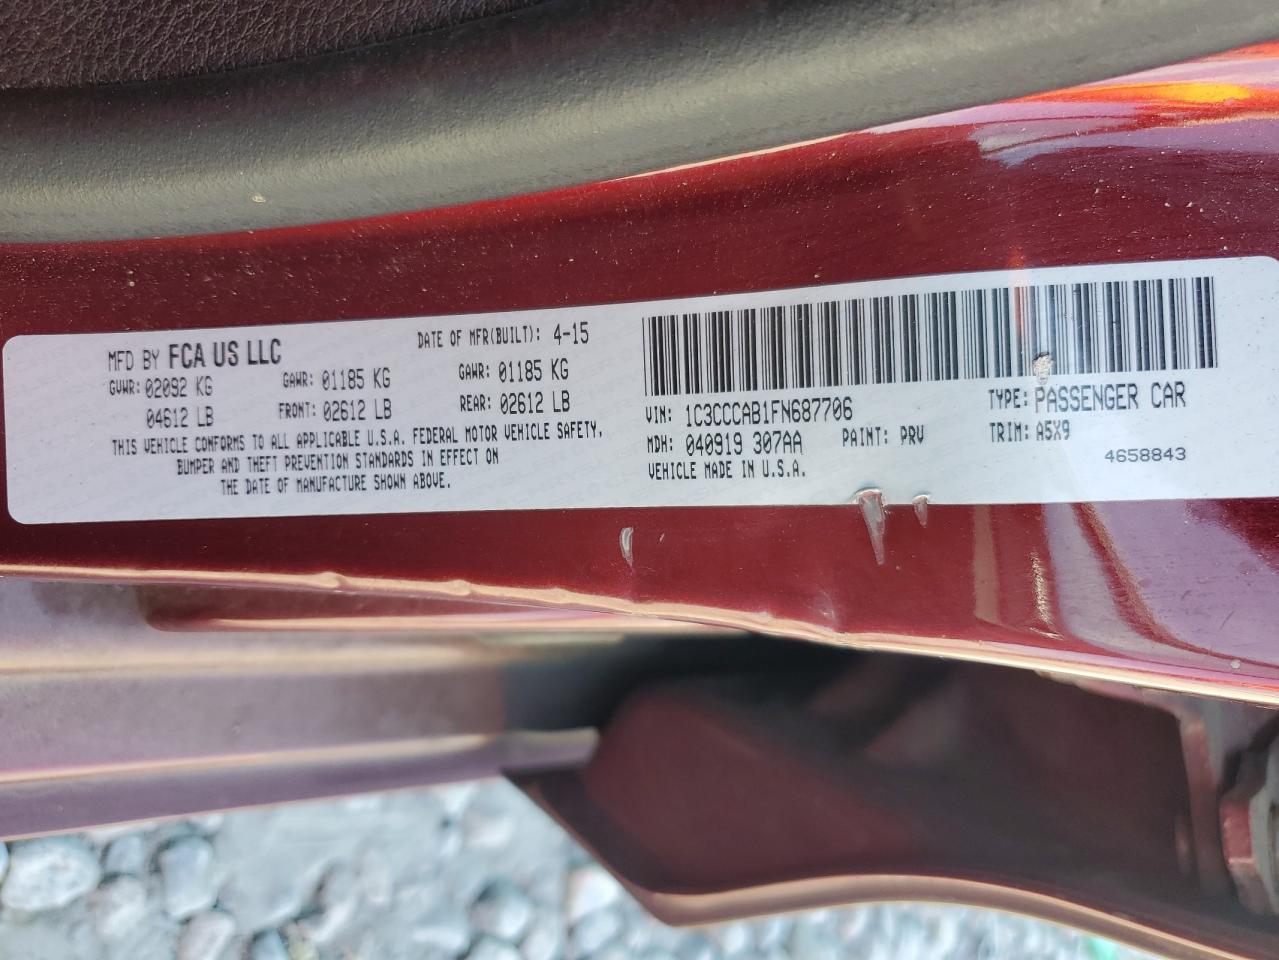 MFD BY FCA US LLC DATE OF MFR(BUILT): 4-15
GVWR: 02092 KG GAWR: 01185 KG GAWR: 01185 KG
04612 LB FRONT: 02612 LB REAR: 02612 LB
THIS VEHICLE CONFORMS TO ALL APPLICABLE U.S.A. FEDERAL MOTOR VEHICLE SAFETY,
BUMPER AND THEFT PREVENTION STANDARDS IN EFFECT ON
THE DATE OF MANUFACTURE SHOWN ABOVE.
VIN: 1C3CCCAB1FN687706 TYPE: PASSENGER CAR
MDH: 040919 307AA PAINT: PRV TRIM: A5X9
VEHICLE MADE IN U.S.A. 4658843